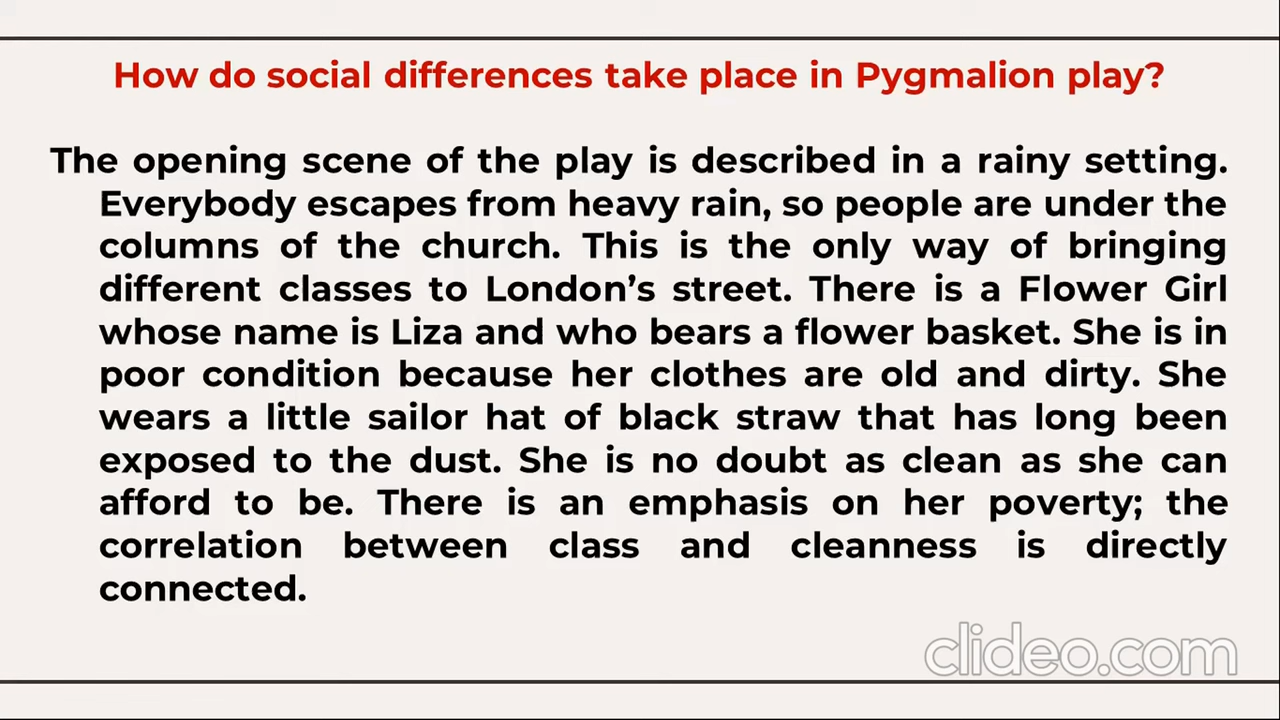 How do social differences take place in Pygmalion play?
The opening scene of the play is described in a rainy setting.
Everybody escapes from heavy rain, so people are under the
columns of the church. This is the only way of bringing
different classes to London’s street. There is a Flower Girl
whose name is Liza and who bears a flower basket. She is in
poor condition because her clothes are old and dirty. She
wears a little sailor hat of black straw that has long been
exposed to the dust. She is no doubt as clean as she can
afford to be. There is an emphasis on her poverty; the
correlation between class and cleanness is directly
connected.
clideo.com